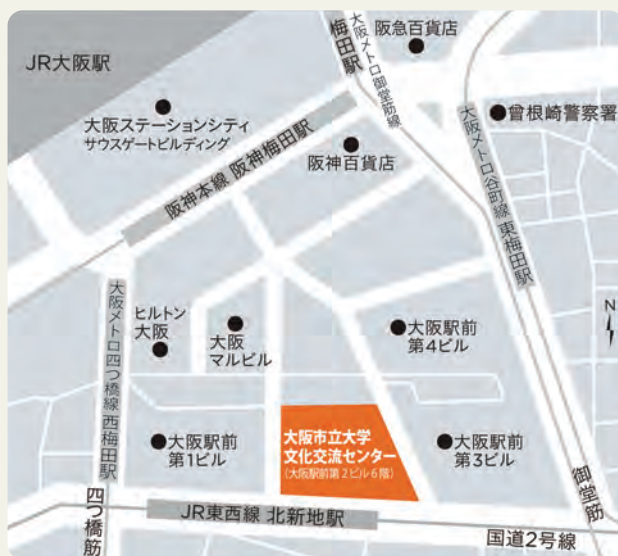 JR大阪駅
梅田駅
大阪メトロ御堂筋線
阪急百貨店
大阪ステーションシティ
サウスゲートビルディング
阪神本線 阪神梅田駅
阪神百貨店
曾根崎警察署
大阪メトロ谷町線 東梅田駅
N
大阪メトロ四つ橋線 西梅田駅
ヒルトン
大阪
大阪
マルビル
大阪駅前
第4ビル
大阪駅前
第1ビル
大阪市立大学
文化交流センター
(大阪駅前第2ビル6階)
大阪駅前
第3ビル
御堂筋
四つ橋筋
JR東西線 北新地駅
国道2号線